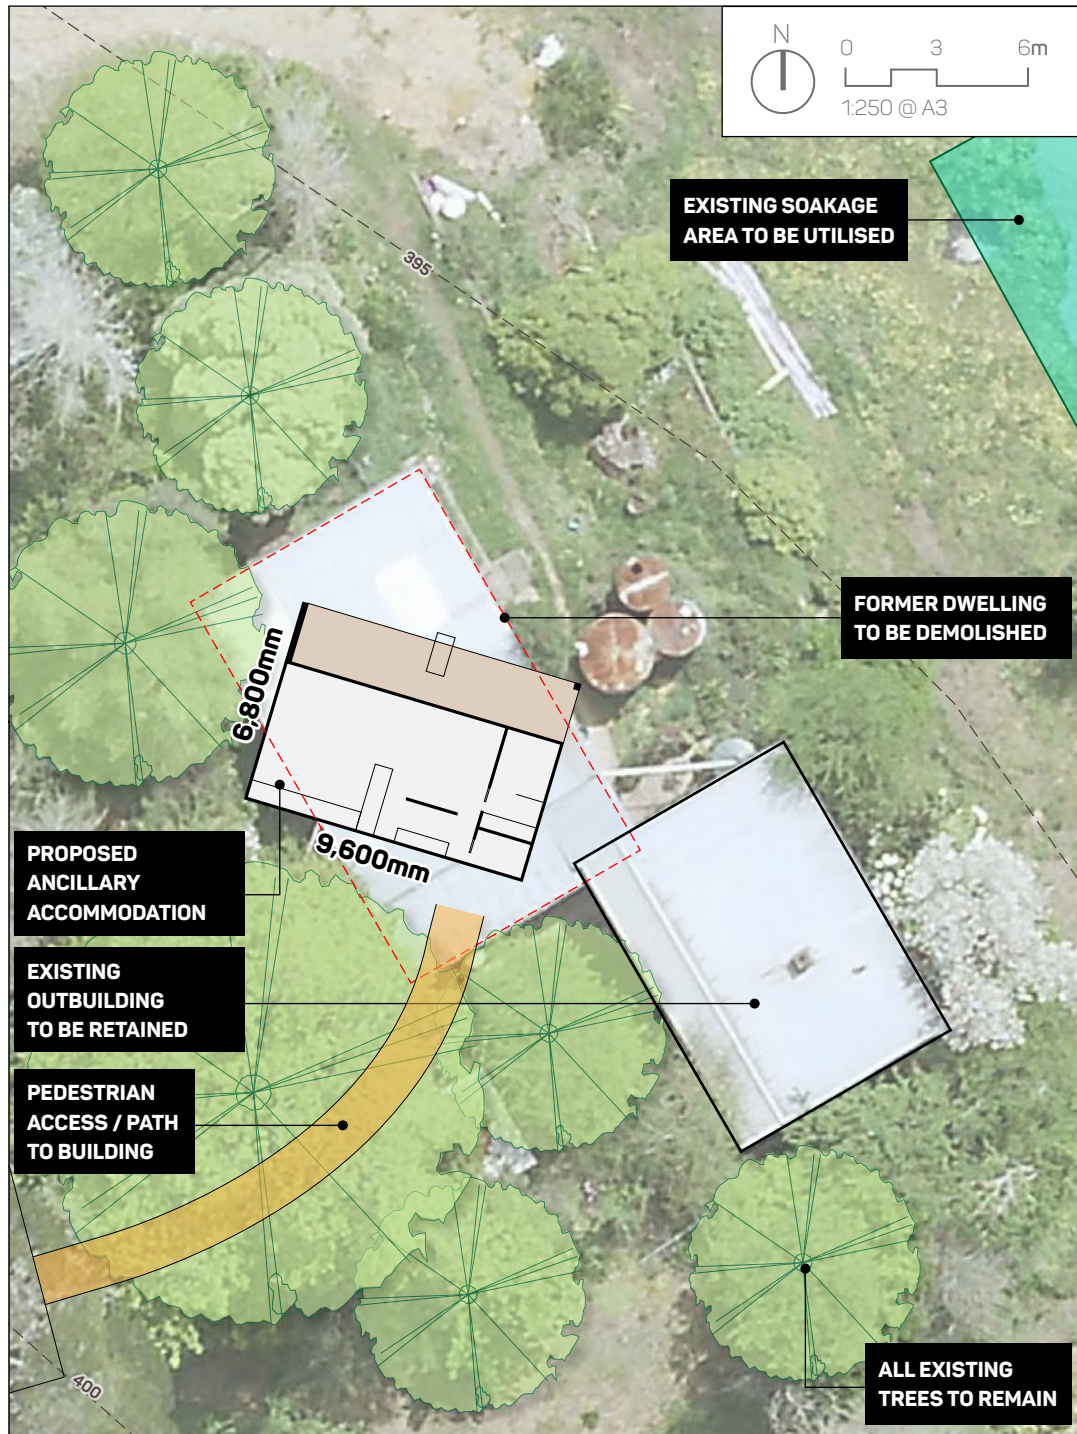 N
0 3 6m
1:250 @ A3
EXISTING SOAKAGE
AREA TO BE UTILISED
395
FORMER DWELLING
TO BE DEMOLISHED
6,800mm
9,600mm
PROPOSED
ANCILLARY
ACCOMMODATION
EXISTING
OUTBUILDING
TO BE RETAINED
PEDESTRIAN
ACCESS / PATH
TO BUILDING
ALL EXISTING
TREES TO REMAIN
400